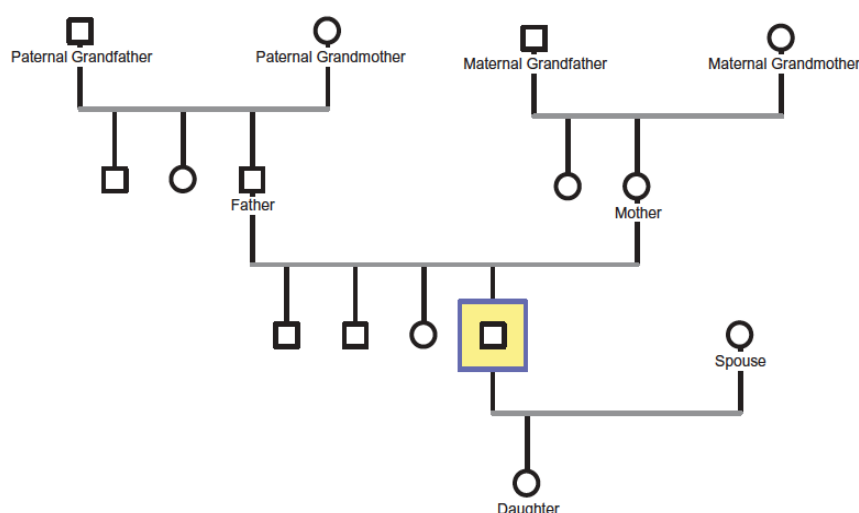 Paternal Grandfather
Paternal Grandmother
Maternal Grandfather
Maternal Grandmother
Father
Mother
Spouse
Daughter